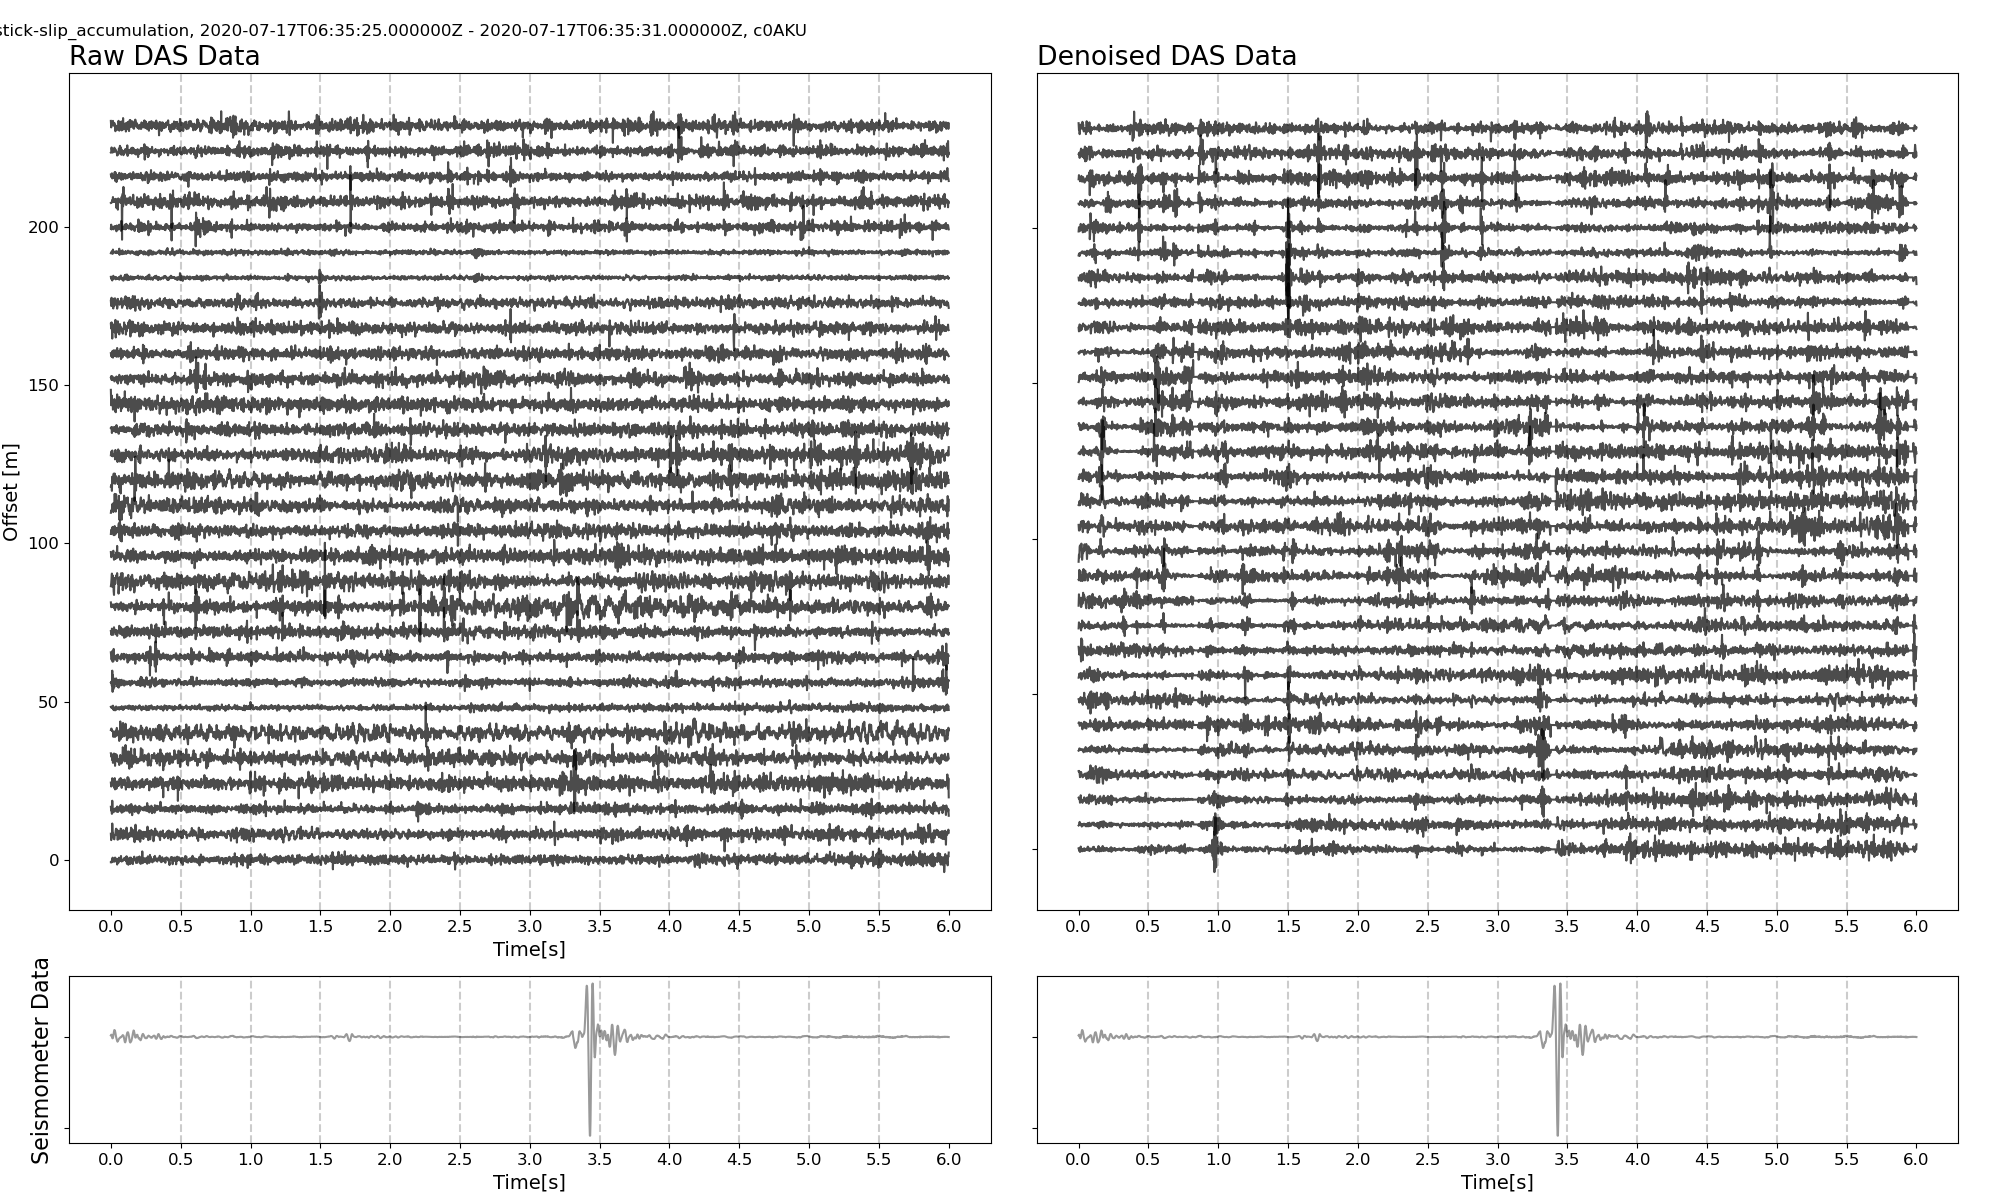 stick-slip_accumulation, 2020-07-17T06:35:25.000000Z - 2020-07-17T06:35:31.000000Z, c0AKU
Raw DAS Data
Denoised DAS Data
Offset [m]
200
150
100
50
0
0.0 0.5 1.0 1.5 2.0 2.5 3.0 3.5 4.0 4.5 5.0 5.5 6.0
Time[s]
0.0 0.5 1.0 1.5 2.0 2.5 3.0 3.5 4.0 4.5 5.0 5.5 6.0
Seismometer Data
0.0 0.5 1.0 1.5 2.0 2.5 3.0 3.5 4.0 4.5 5.0 5.5 6.0
Time[s]
0.0 0.5 1.0 1.5 2.0 2.5 3.0 3.5 4.0 4.5 5.0 5.5 6.0
Time[s]